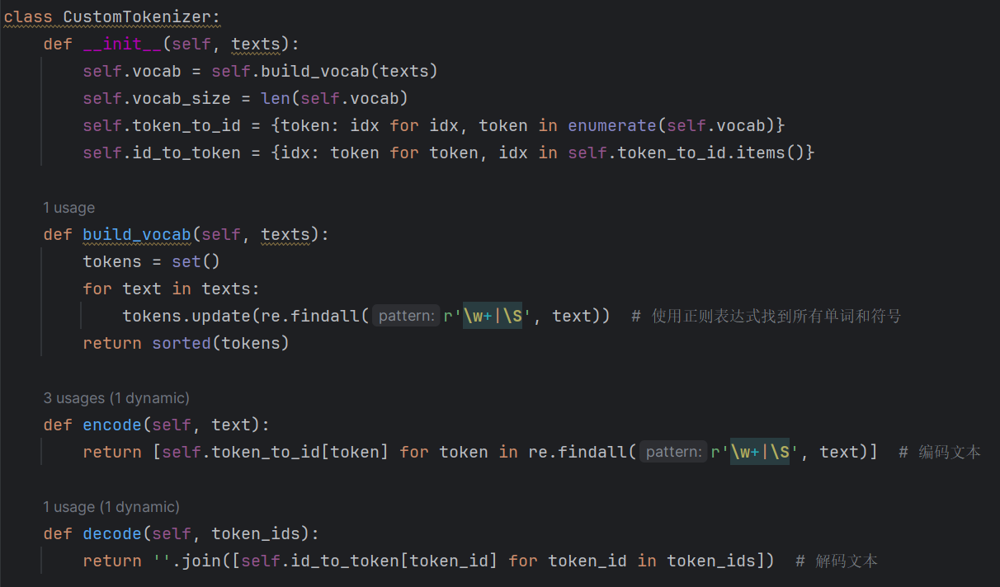 class CustomTokenizer:
    def __init__(self, texts):
        self.vocab = self.build_vocab(texts)
        self.vocab_size = len(self.vocab)
        self.token_to_id = {token: idx for idx, token in enumerate(self.vocab)}
        self.id_to_token = {idx: token for token, idx in self.token_to_id.items()}
    1 usage
    def build_vocab(self, texts):
        tokens = set()
        for text in texts:
            tokens.update(re.findall( pattern: r'\w+|\S', text))  # 使用正则表达式找到所有单词和符号
        return sorted(tokens)
    3 usages (1 dynamic)
    def encode(self, text):
        return [self.token_to_id[token] for token in re.findall( pattern: r'\w+|\S', text)]  # 编码文本
    1 usage (1 dynamic)
    def decode(self, token_ids):
        return ''.join([self.id_to_token[token_id] for token_id in token_ids])  # 解码文本